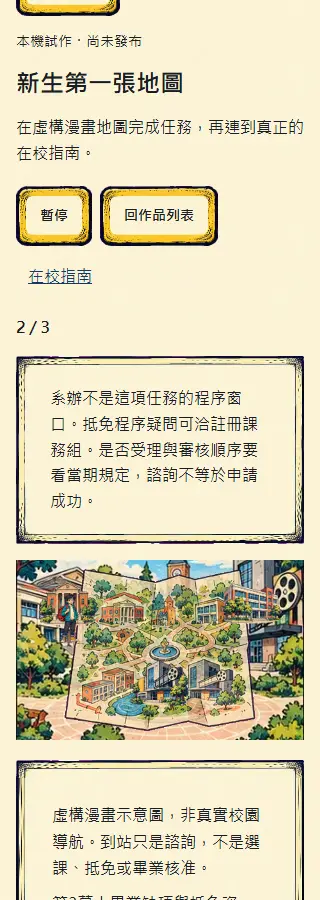 本機試作・尚未發布
新生第一張地圖
在虛構漫畫地圖完成任務，再連到真正的
在校指南。
暫停
回作品列表
在校指南
2 / 3
系辦不是這項任務的程序窗
口。抵免程序疑問可洽註冊課
務組。是否受理與審核順序要
看當期規定，諮詢不等於申請
成功。
虛構漫畫示意圖，非真實校園
導航。到站只是諮詢，不是選
課、抵免或畢業核准。